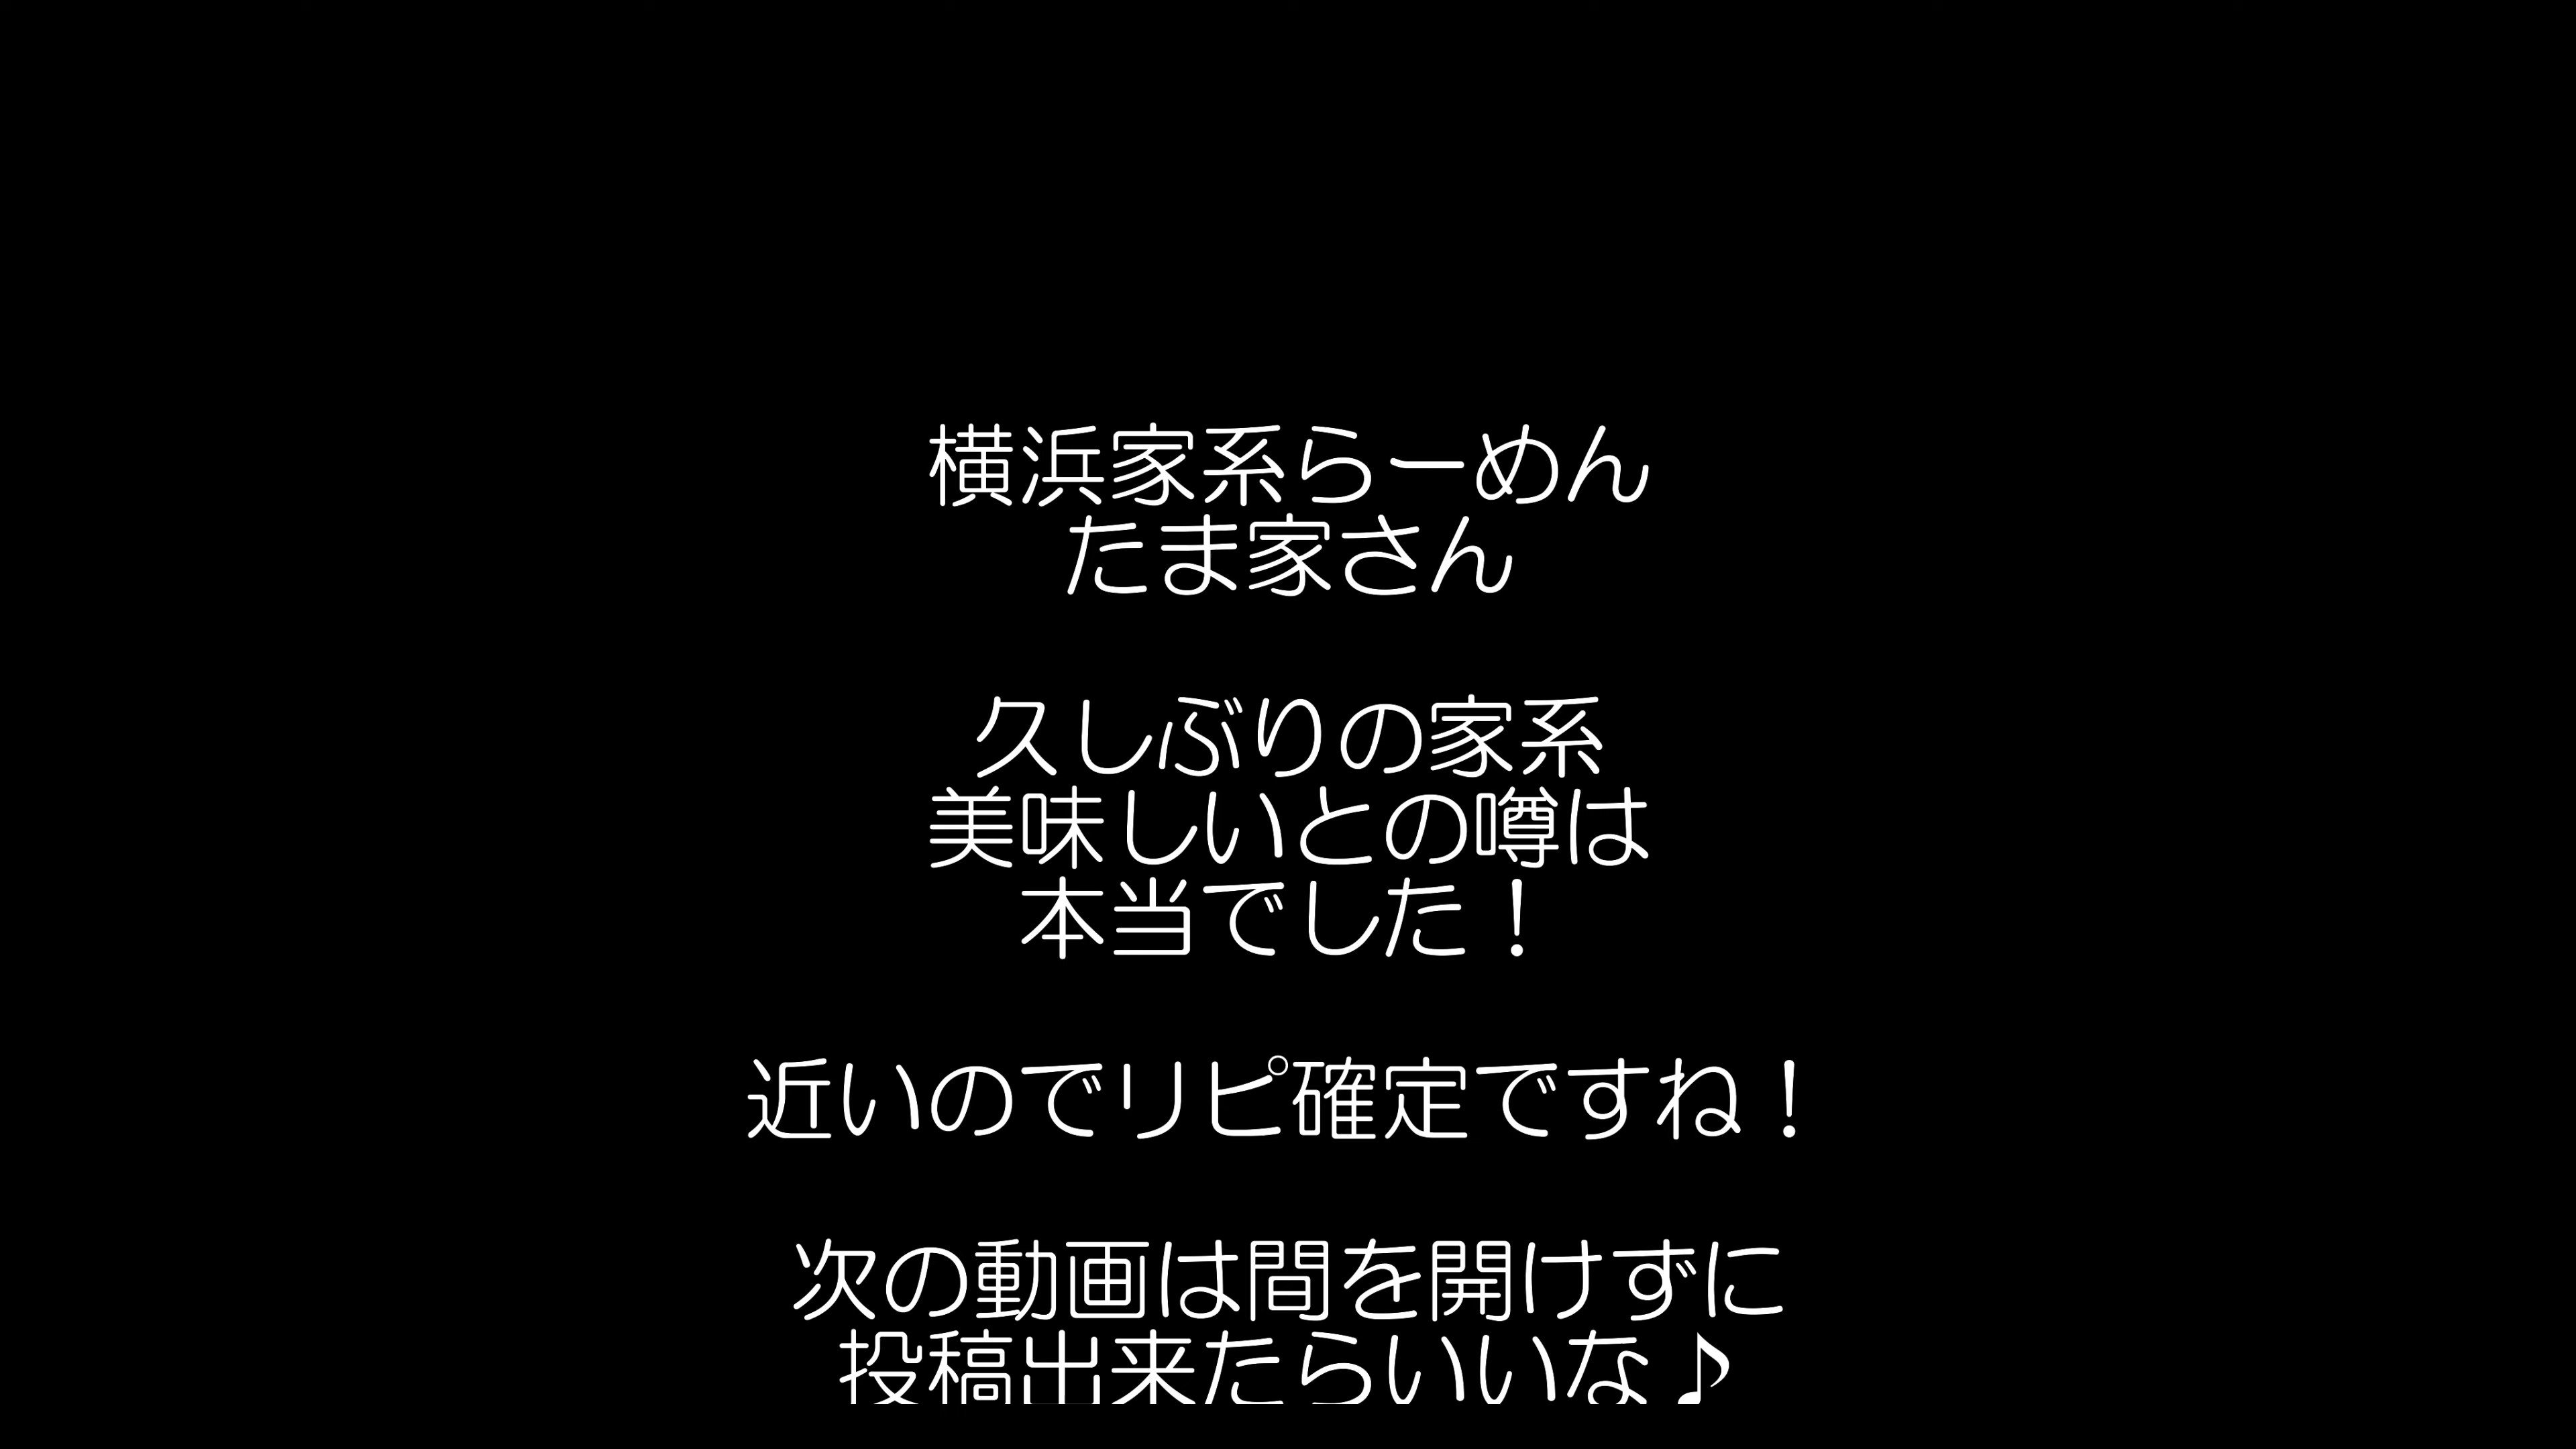 横浜家系らーめん
たま家さん
久しぶりの家系
美味しいとの噂は
本当でした！
近いのでリピ確定ですね！
次の動画は間を開けずに
投稿出来たらいいな♪